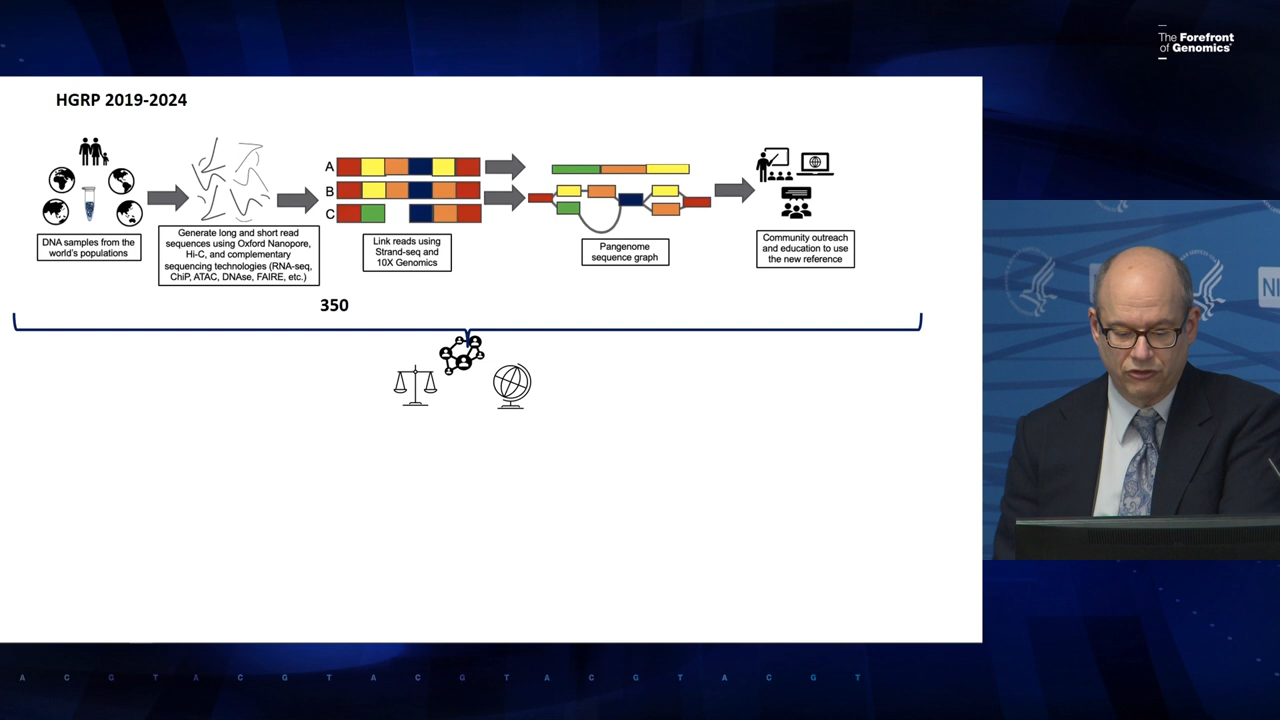 The Forefront
of Genomics®
HGRP 2019-2024
A
B
C
DNA samples from the
world's populations
Generate long and short read
sequences using Oxford Nanopore,
Hi-C, and complementary
sequencing technologies (RNA-seq,
ChiP, ATAC, DNAse, FAIRE, etc.)
Link reads using
Strand-seq and
10X Genomics
Pangenome
sequence graph
Community outreach
and education to use
the new reference
350
NI
A C G T A C G T A C G T A C G T A C G T